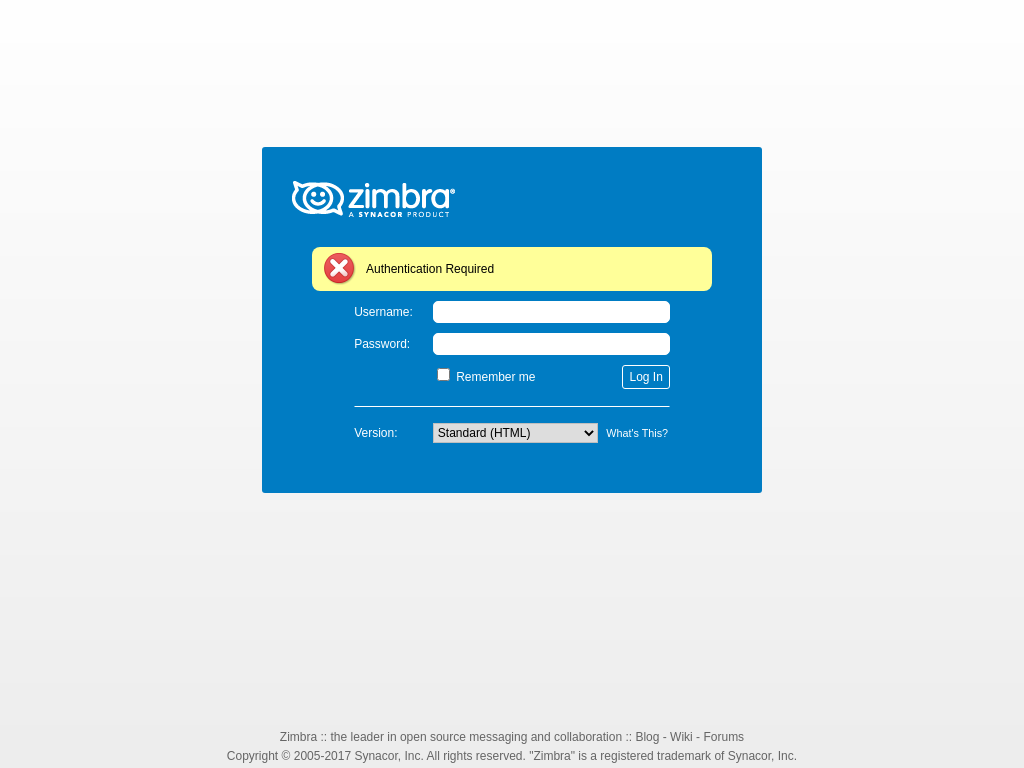 zimbra®
A SYNACOR PRODUCT
Authentication Required
Username:
Password:
Remember me
Log In
Version:
Standard (HTML)
What's This?
Zimbra :: the leader in open source messaging and collaboration :: Blog - Wiki - Forums
Copyright © 2005-2017 Synacor, Inc. All rights reserved. "Zimbra" is a registered trademark of Synacor, Inc.